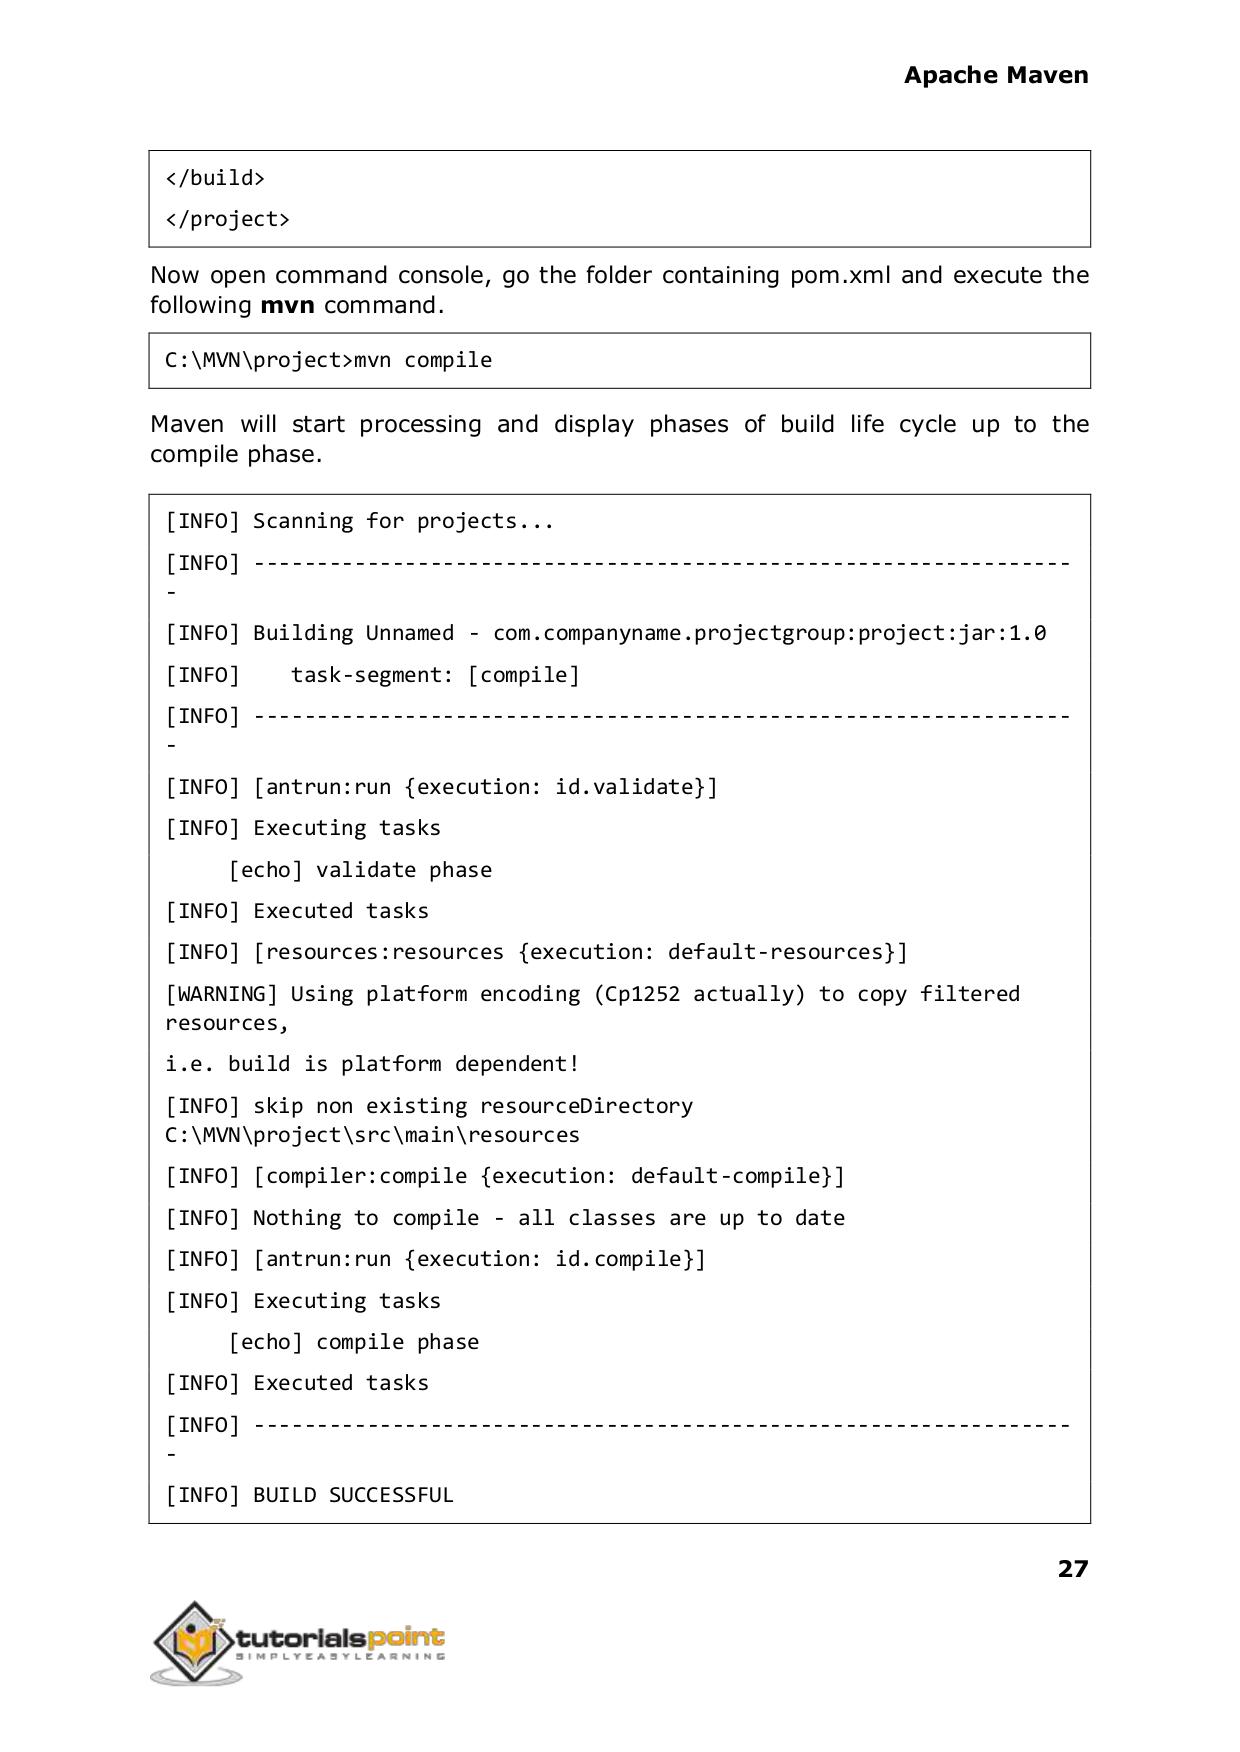 Apache Maven
</build>
</project>
Now open command console, go the folder containing pom.xml and execute the
following mvn command.
C:\MVN\project>mvn compile
Maven will start processing and display phases of build life cycle up to the
compile phase.
[INFO] Scanning for projects...
[INFO] -----------------------------------------------------------------
-
[INFO] Building Unnamed - com.companyname.projectgroup:project:jar:1.0
[INFO]    task-segment: [compile]
[INFO] -----------------------------------------------------------------
-
[INFO] [antrun:run {execution: id.validate}]
[INFO] Executing tasks
     [echo] validate phase
[INFO] Executed tasks
[INFO] [resources:resources {execution: default-resources}]
[WARNING] Using platform encoding (Cp1252 actually) to copy filtered
resources,
i.e. build is platform dependent!
[INFO] skip non existing resourceDirectory
C:\MVN\project\src\main\resources
[INFO] [compiler:compile {execution: default-compile}]
[INFO] Nothing to compile - all classes are up to date
[INFO] [antrun:run {execution: id.compile}]
[INFO] Executing tasks
     [echo] compile phase
[INFO] Executed tasks
[INFO] -----------------------------------------------------------------
-
[INFO] BUILD SUCCESSFUL
27
tutorialspoint
SIMPLYEASYLEARNING